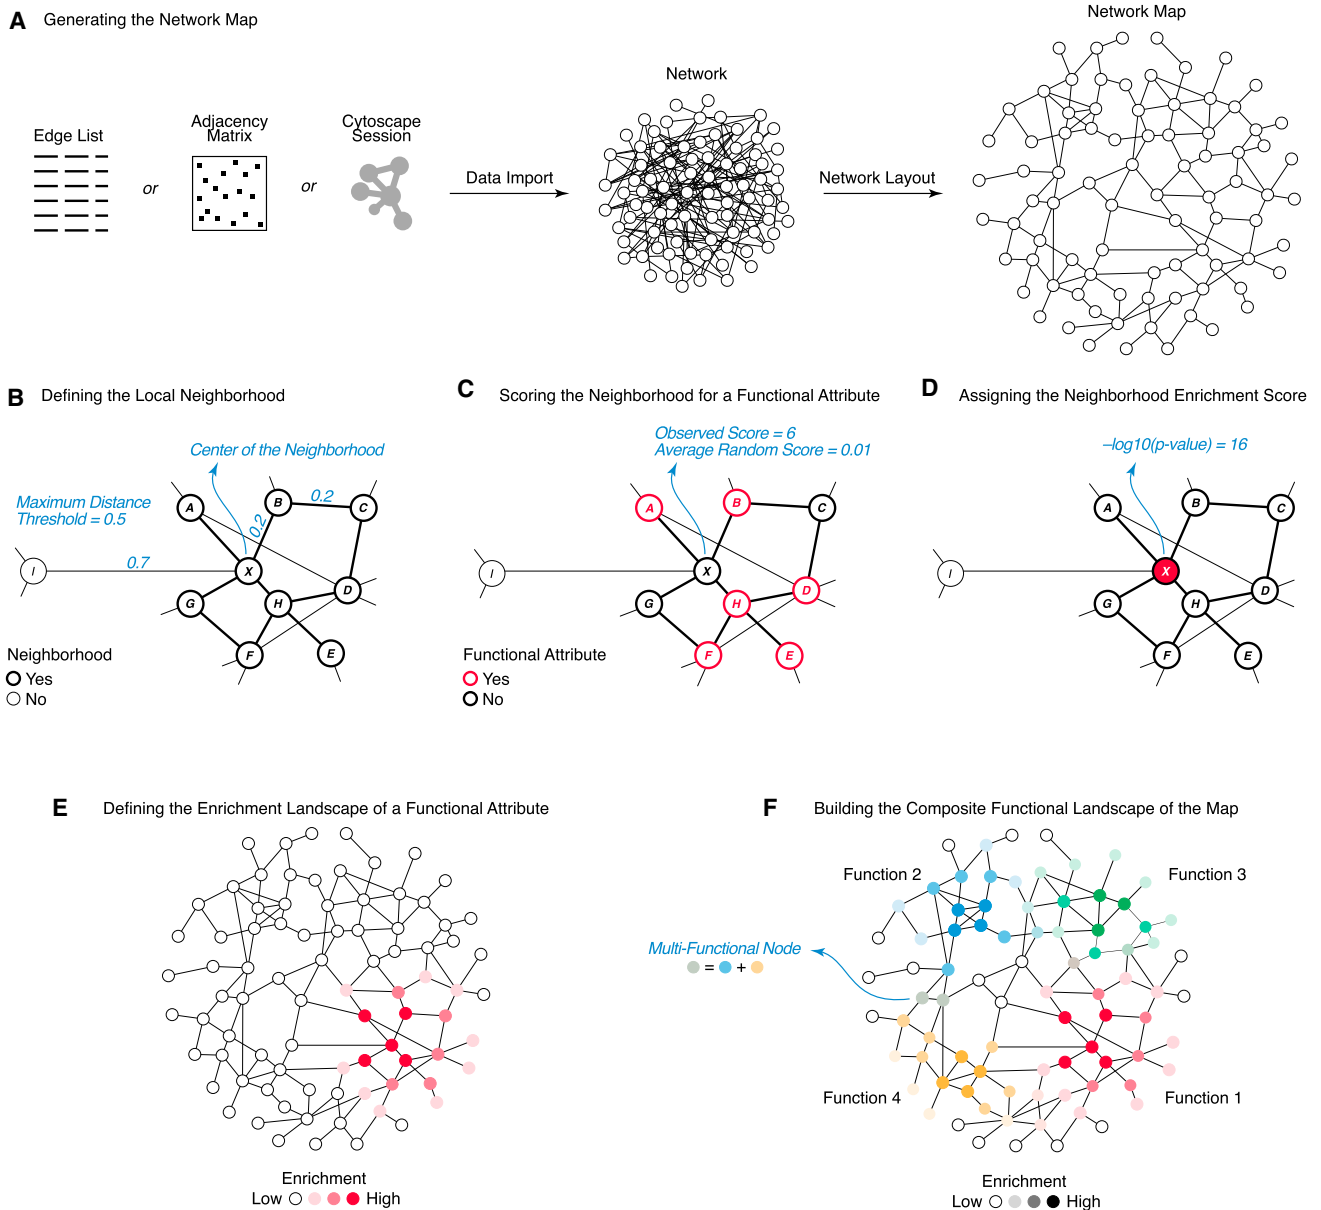 A Generating the Network Map
Edge List
or
Adjacency
Matrix
or
Cytoscape
Session
Data Import
Network
Network Layout
Network Map
B Defining the Local Neighborhood
Center of the Neighborhood
Maximum Distance
Threshold = 0.5
0.2
0.2
0.7
A
B
C
I
X
D
G
H
F
E
Neighborhood
Yes
No
C Scoring the Neighborhood for a Functional Attribute
Observed Score = 6
Average Random Score = 0.01
A
B
C
I
X
D
G
H
F
E
Functional Attribute
Yes
No
D Assigning the Neighborhood Enrichment Score
–log10(p-value) = 16
A
B
C
I
X
D
G
H
F
E
E Defining the Enrichment Landscape of a Functional Attribute
Enrichment
Low High
F Building the Composite Functional Landscape of the Map
Function 2
Function 3
Multi-Functional Node
= +
Function 4
Function 1
Enrichment
Low High